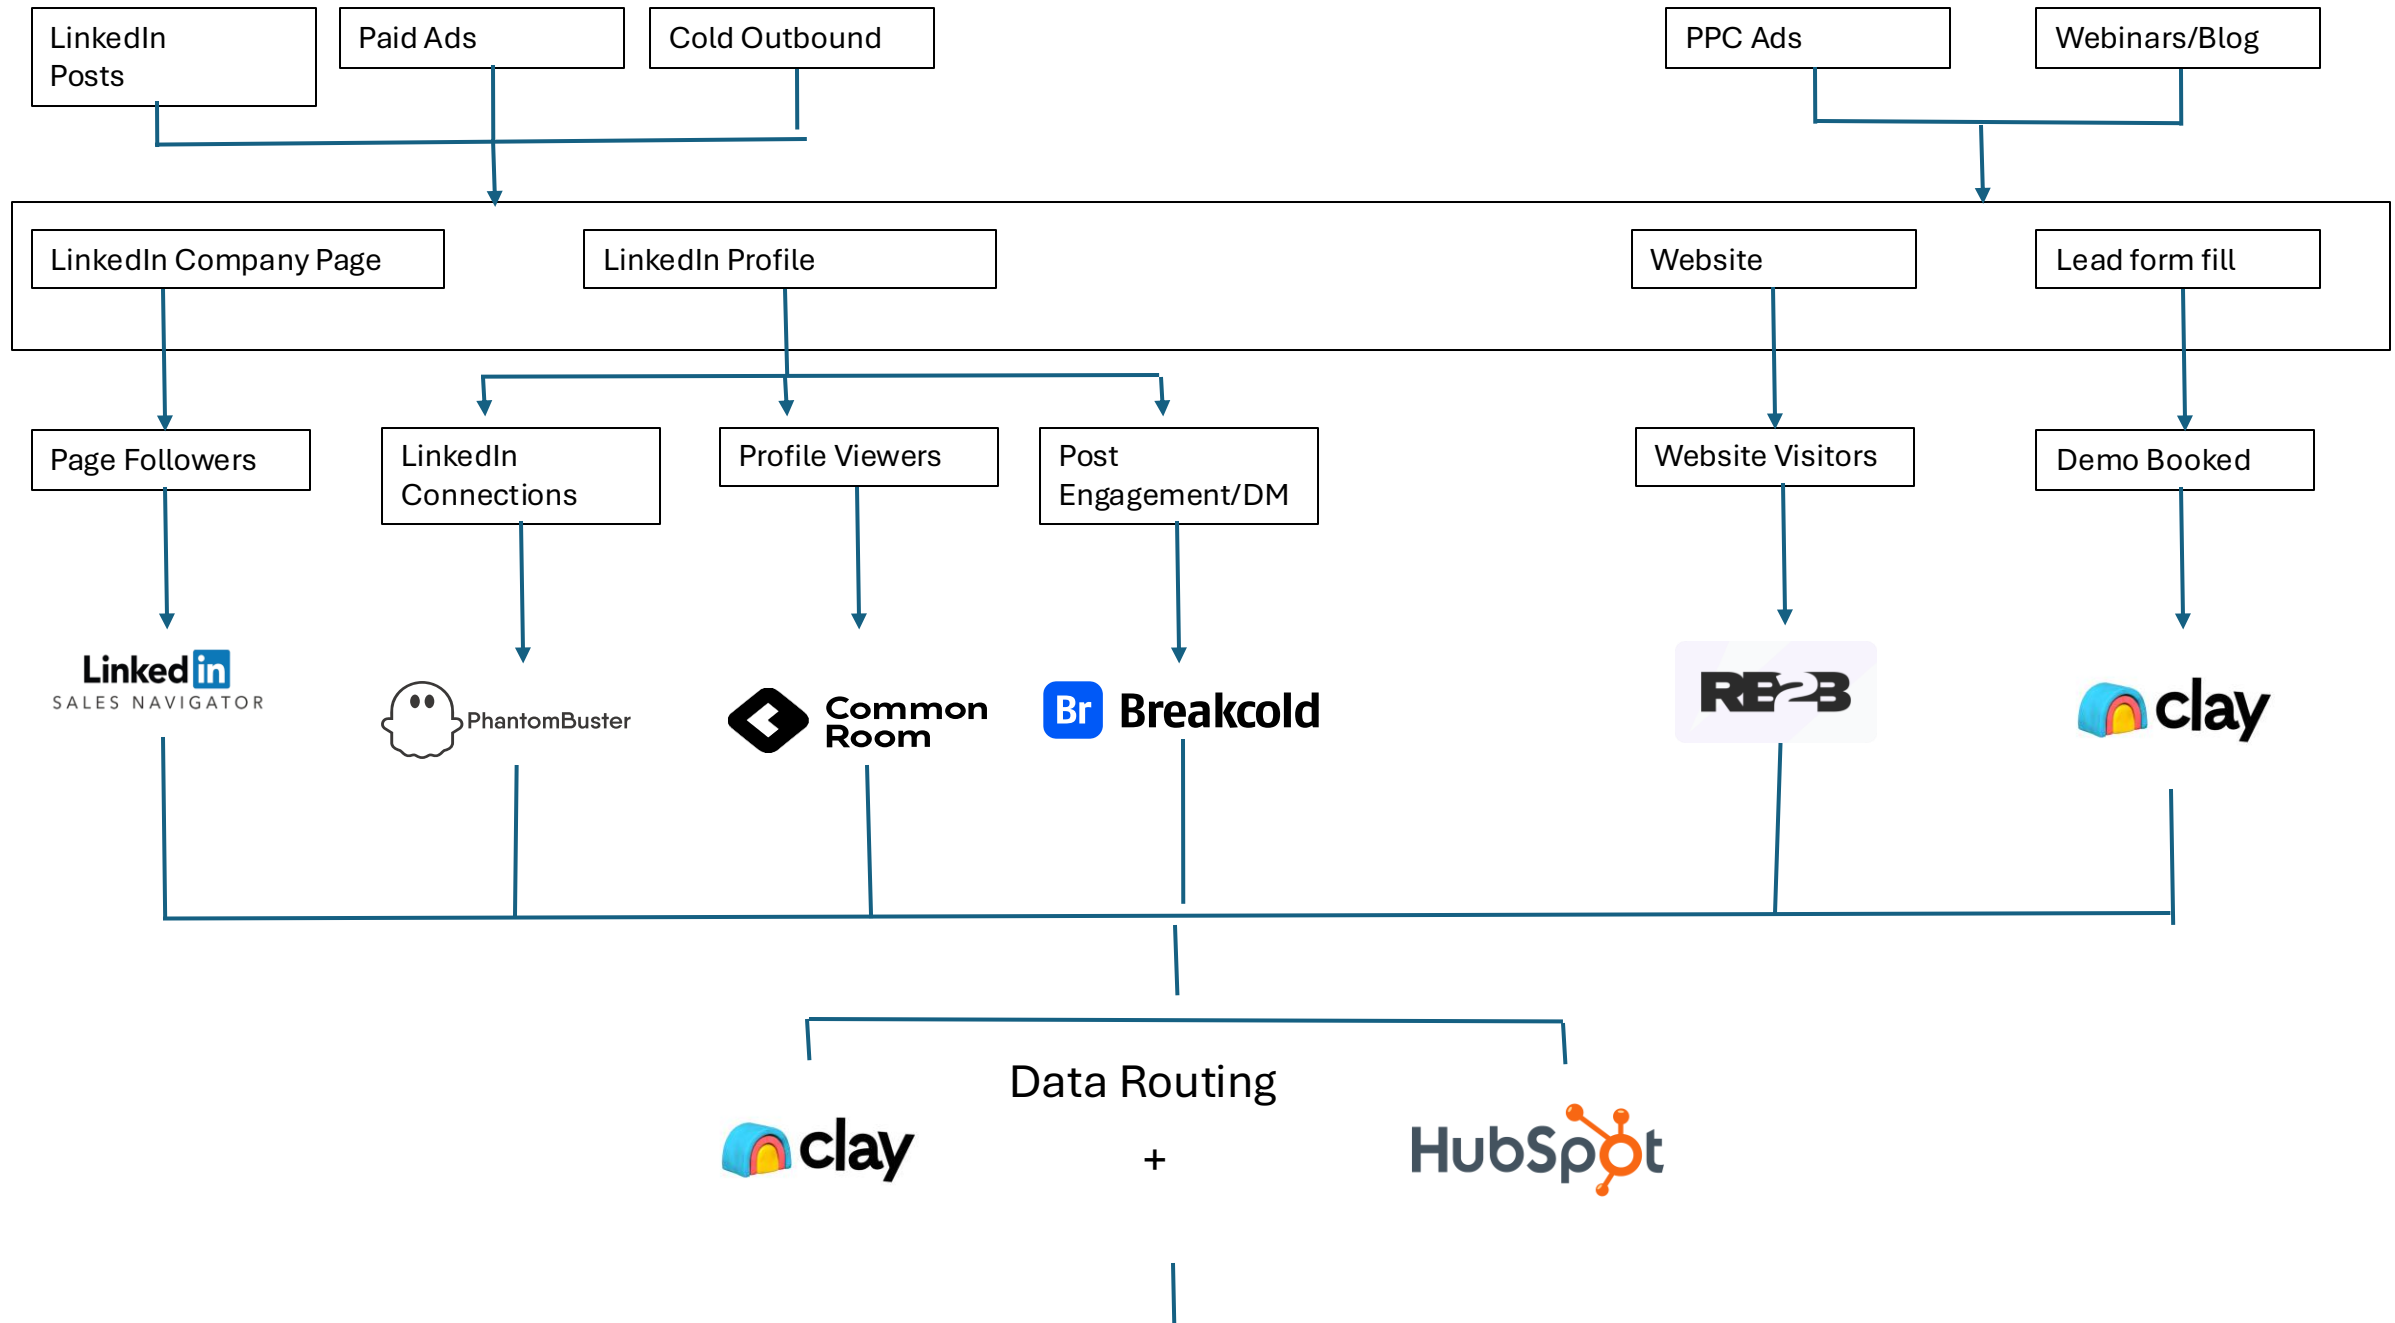 LinkedIn
Posts
Paid Ads
Cold Outbound
PPC Ads
Webinars/Blog
LinkedIn Company Page
LinkedIn Profile
Website
Lead form fill
Page Followers
LinkedIn
Connections
Profile Viewers
Post
Engagement/DM
Website Visitors
Demo Booked
Linked in
SALES NAVIGATOR
PhantomBuster
Common
Room
Br Breakcold
RB2B
clay
Data Routing
clay
+
HubSpot